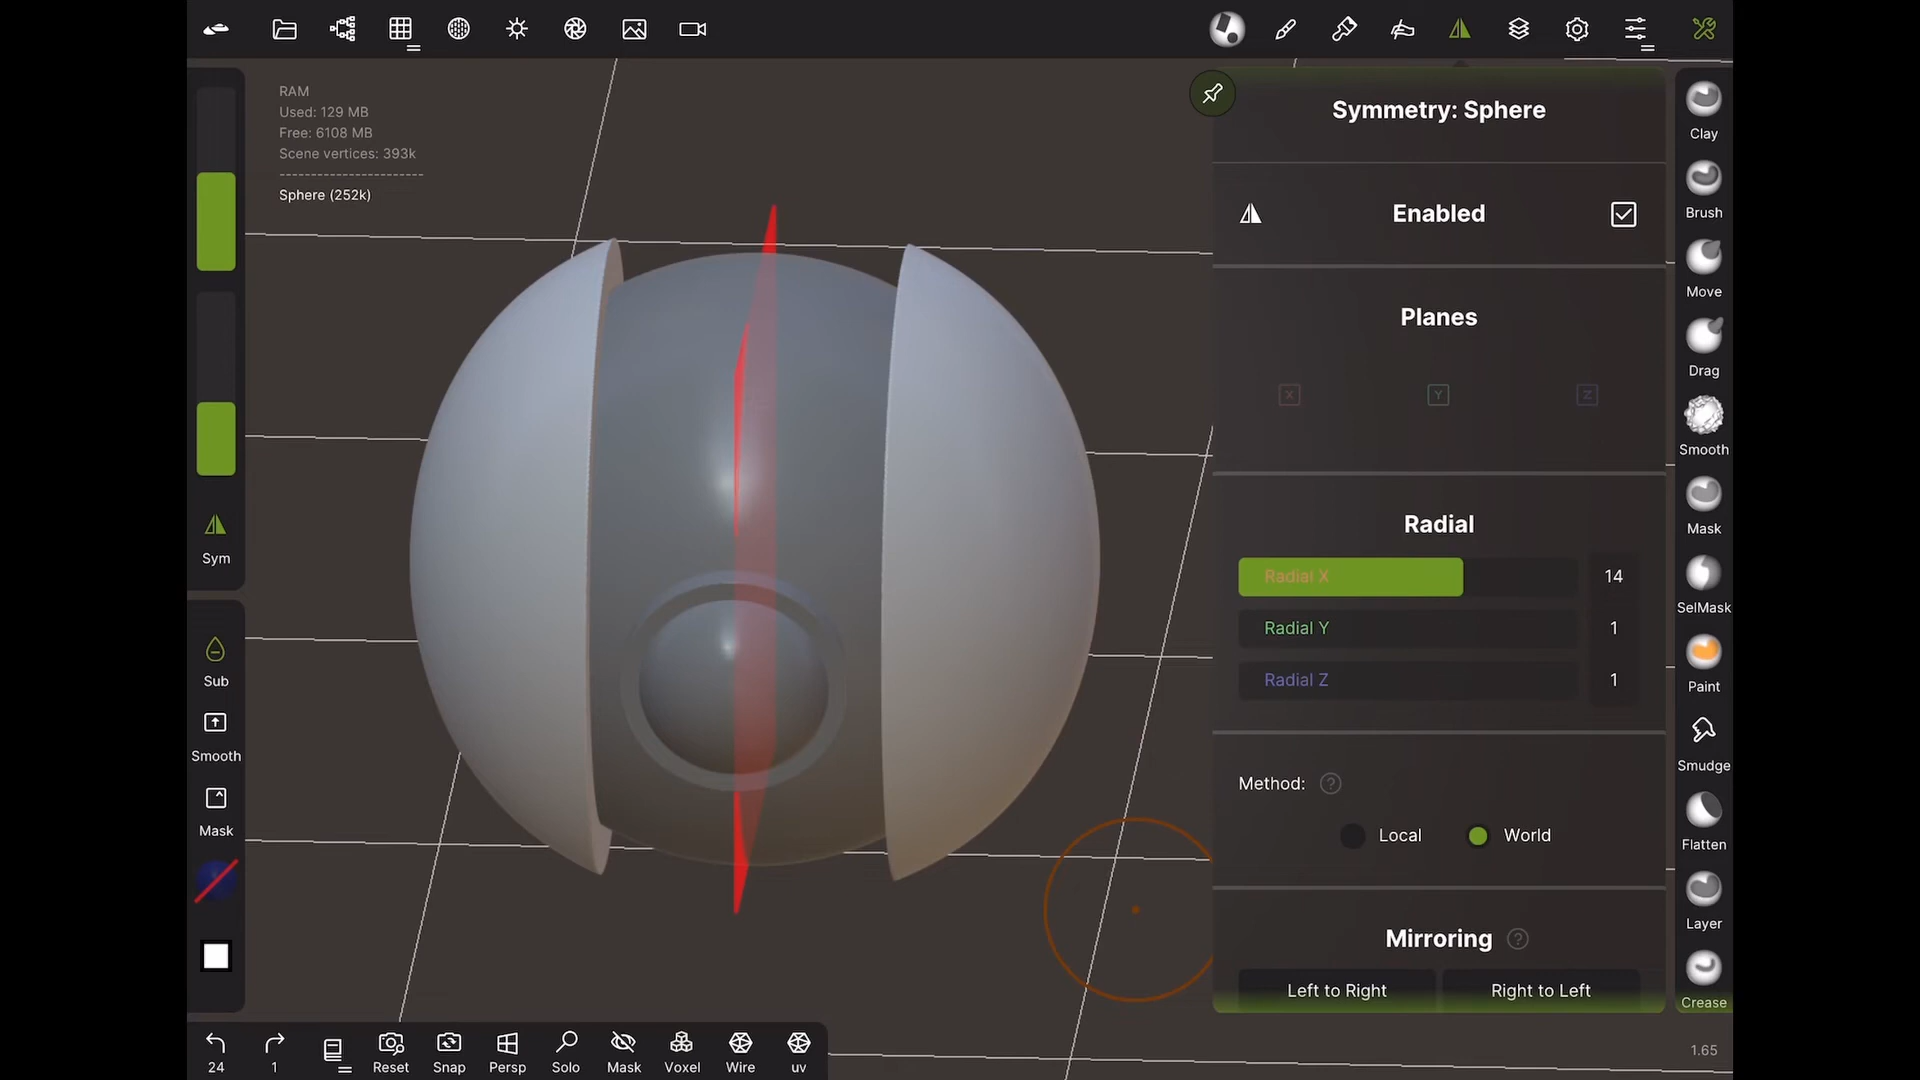 RAM
Used: 129 MB
Free: 6108 MB
Scene vertices: 393k
------------------------
Sphere (252k)
Sym
Sub
Smooth
Mask
Symmetry: Sphere
Enabled
Planes
X Y Z
Radial
Radial X 14
Radial Y 1
Radial Z 1
Method: ?
Local World
Mirroring ?
Left to Right Right to Left
Clay
Brush
Move
Drag
Smooth
Mask
SelMask
Paint
Smudge
Flatten
Layer
Crease
24 1 Reset Snap Persp Solo Mask Voxel Wire uv
1.65